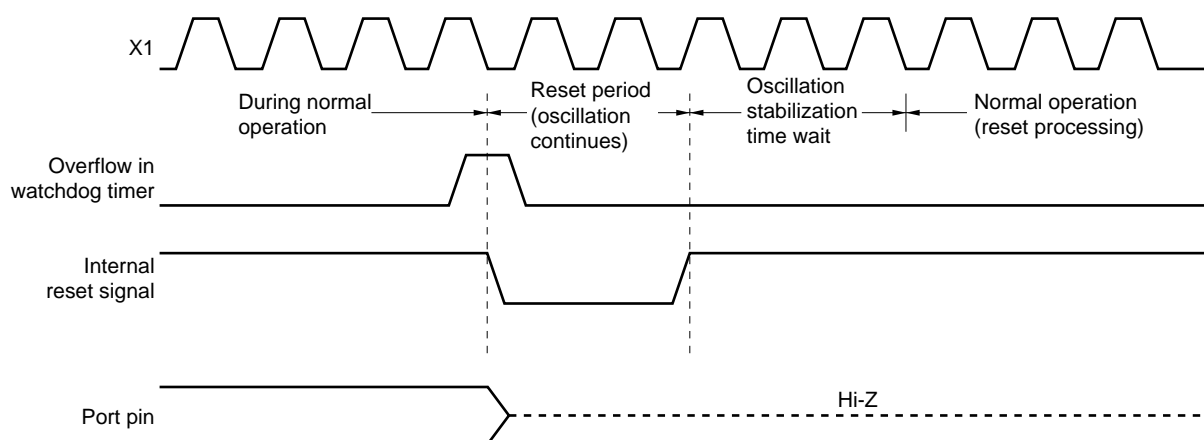 X1
During normal
operation
Reset period
(oscillation
continues)
Oscillation
stabilization
time wait
Normal operation
(reset processing)
Overflow in
watchdog timer
Internal
reset signal
Hi-Z
Port pin